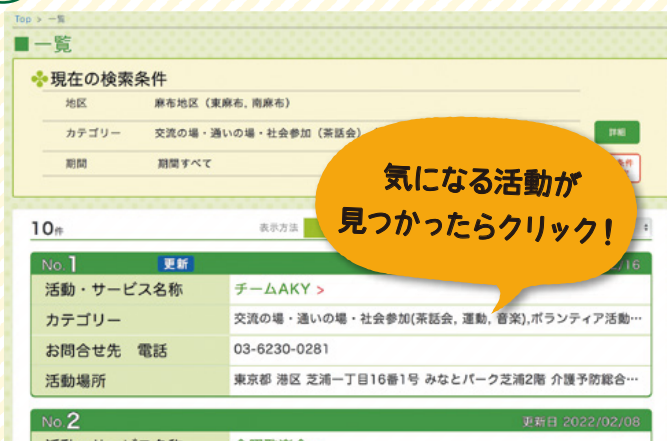 Top > 一覧
一覧
現在の検索条件
地区 麻布地区（東麻布, 南麻布）
カテゴリー 交流の場・通いの場・社会参加（茶話会）
詳細
期間 期間すべて
気になる活動が
見つかったらクリック！
10件 表示方法
No.1 更新 /16
活動・サービス名称 チームAKY >
カテゴリー 交流の場・通いの場・社会参加(茶話会, 運動, 音楽),ボランティア活動…
お問合せ先 電話 03-6230-0281
活動場所 東京都 港区 芝浦一丁目16番1号 みなとパーク芝浦2階 介護予防総合…
No.2 更新日 2022/02/08